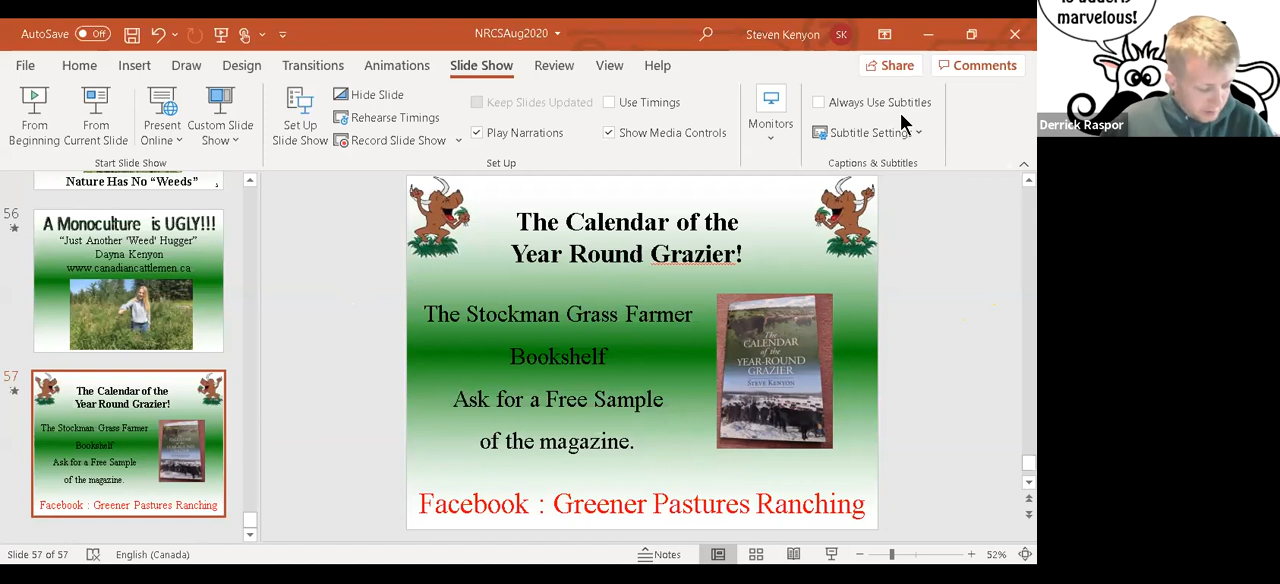 AutoSave Off NRCSAug2020 Steven Kenyon SK
marvelous!
File Home Insert Draw Design Transitions Animations Slide Show Review View Help Share Comments
From Beginning
From Current Slide
Present Online
Custom Slide Show
Start Slide Show
Set Up Slide Show
Hide Slide
Rehearse Timings
Record Slide Show
Keep Slides Updated
Use Timings
Play Narrations
Show Media Controls
Set Up
Monitors
Always Use Subtitles
Subtitle Settings
Captions & Subtitles
Derrick Raspor
Nature Has No “Weeds”
56
A Monoculture is UGLY!!!
“Just Another 'Weed' Hugger”
Dayna Kenyon
www.canadiancattlemen.ca
57
The Calendar of the
Year Round Grazier!
The Stockman Grass Farmer
Bookshelf
Ask for a Free Sample
of the magazine.
Facebook : Greener Pastures Ranching
The Calendar of the
Year Round Grazier!
The Stockman Grass Farmer
Bookshelf
Ask for a Free Sample
of the magazine.
The
CALENDAR
of the
YEAR-ROUND
GRAZIER
STEVE KENYON
Facebook : Greener Pastures Ranching
Slide 57 of 57 English (Canada) Notes 52%